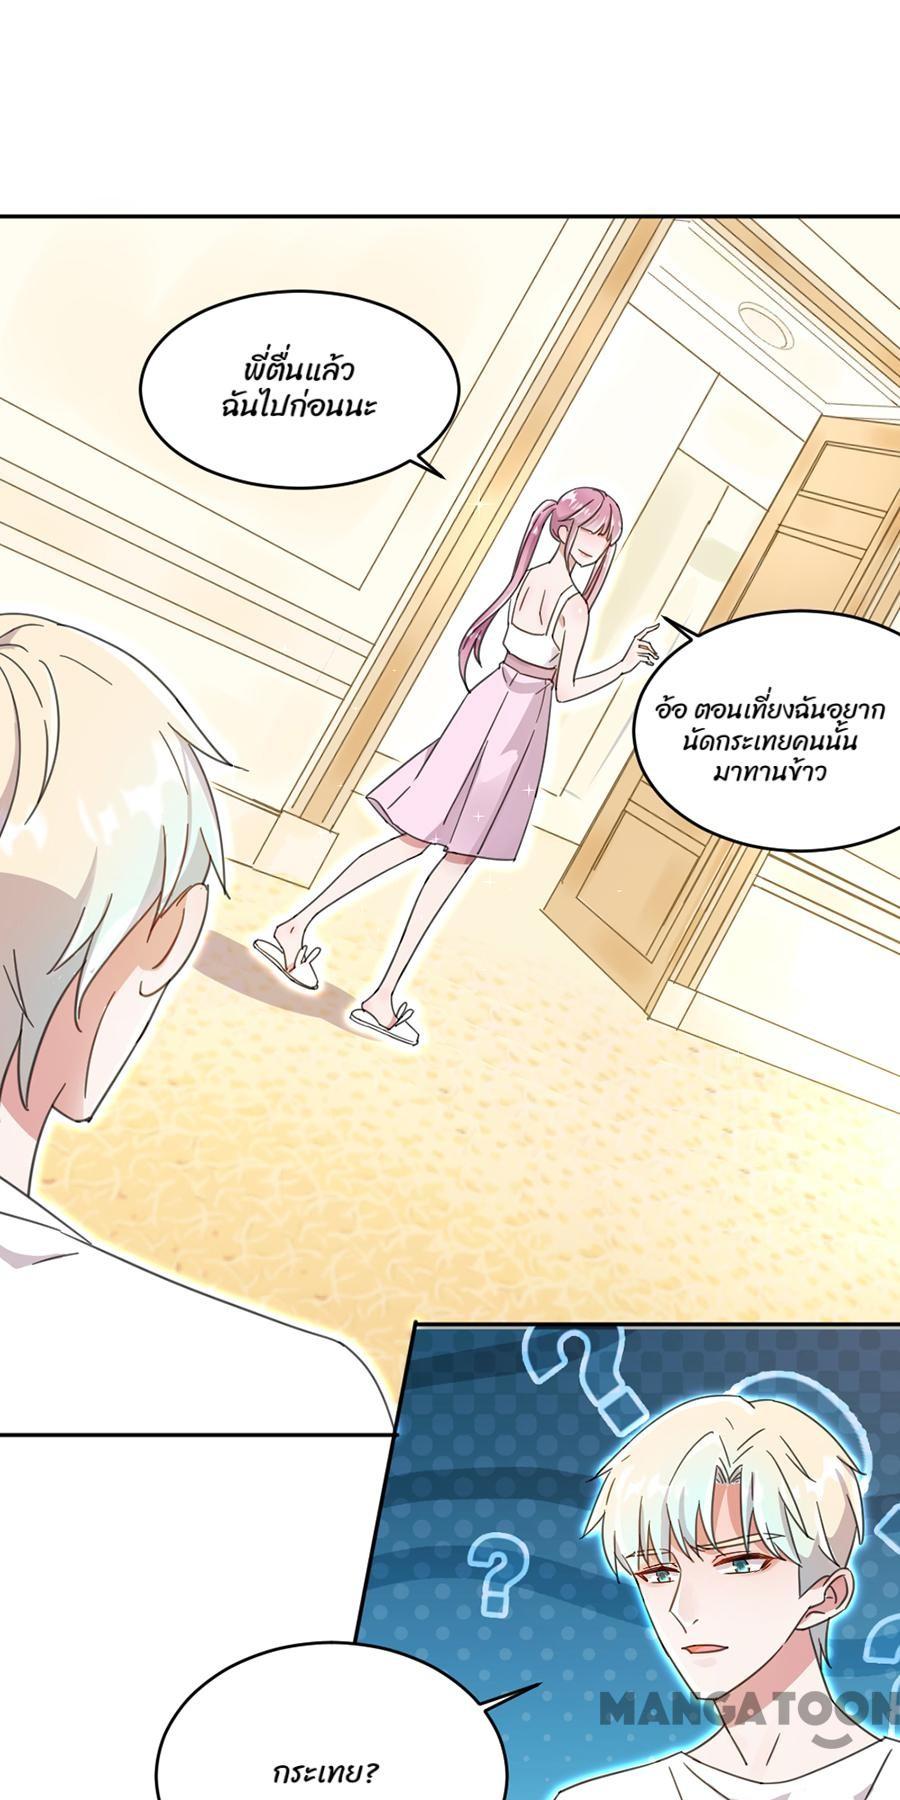 พี่ตื่นแล้ว
ฉันไปก่อนนะ
อ้อ ตอนเที่ยงฉันอยาก
นัดกระเทยคนนั้น
มาทานข้าว
กระเทย?
MANGATOON